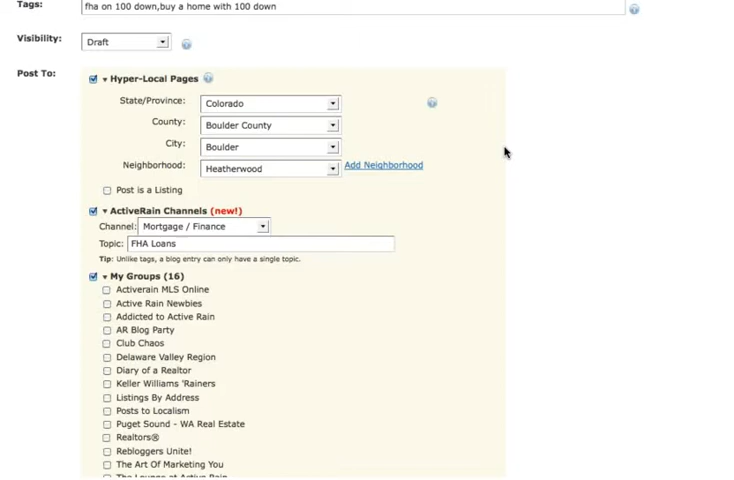 Tags: fha on 100 down,buy a home with 100 down
Visibility: Draft
Post To: Hyper-Local Pages
State/Province: Colorado
County: Boulder County
City: Boulder
Neighborhood: Heatherwood Add Neighborhood
Post is a Listing
ActiveRain Channels (new!)
Channel: Mortgage / Finance
Topic: FHA Loans
Tip: Unlike tags, a blog entry can only have a single topic.
My Groups (16)
Activerain MLS Online
Active Rain Newbies
Addicted to Active Rain
AR Blog Party
Club Chaos
Delaware Valley Region
Diary of a Realtor
Keller Williams 'Rainers
Listings By Address
Posts to Localism
Puget Sound - WA Real Estate
Realtors®
Rebloggers Unite!
The Art Of Marketing You
The Lounge at Active Rain